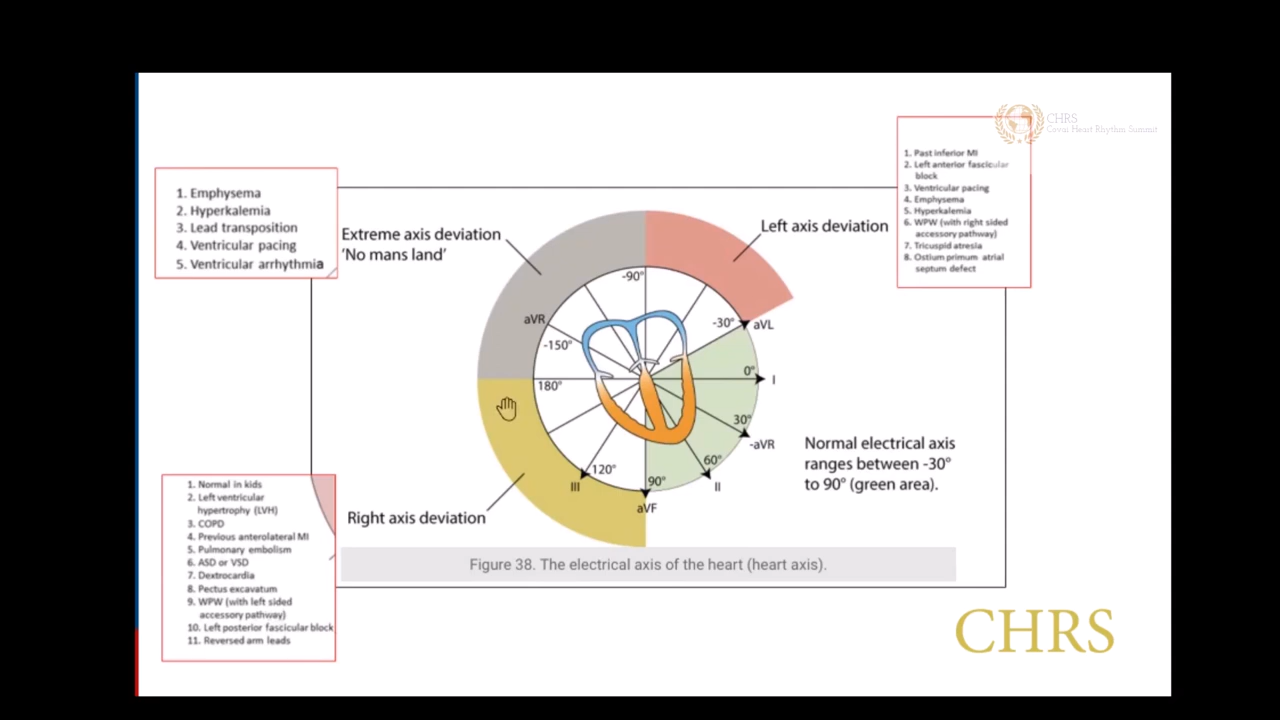 CHRS
Covai Heart Rhythm Summit
1. Past inferior MI
2. Left anterior fascicular
block
3. Ventricular pacing
4. Emphysema
5. Hyperkalemia
6. WPW (with right sided
accessory pathway)
7. Tricuspid atresia
8. Ostium primum atrial
septum defect
1. Emphysema
2. Hyperkalemia
3. Lead transposition
4. Ventricular pacing
5. Ventricular arrhythmia
Extreme axis deviation
'No mans land'
Left axis deviation
-90°
aVR
-150°
-30°
aVL
180°
0°
I
30°
-aVR
60°
II
90°
aVF
120°
III
Normal electrical axis
ranges between -30°
to 90° (green area).
Right axis deviation
1. Normal in kids
2. Left ventricular
hypertrophy (LVH)
3. COPD
4. Previous anterolateral MI
5. Pulmonary embolism
6. ASD or VSD
7. Dextrocardia
8. Pectus excavatum
9. WPW (with left sided
accessory pathway)
10. Left posterior fascicular block
11. Reversed arm leads
Figure 38. The electrical axis of the heart (heart axis).
CHRS